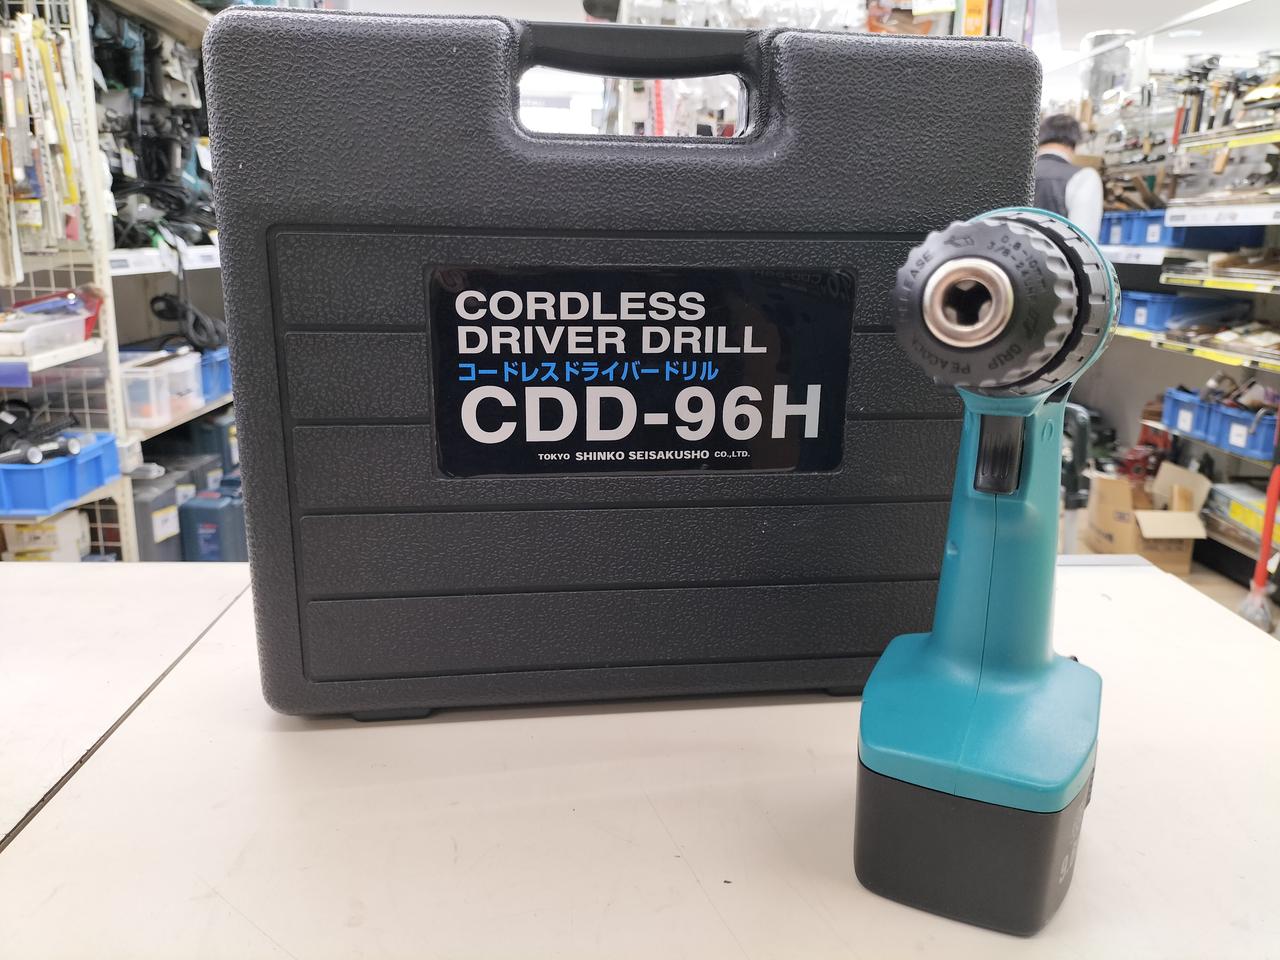 CORDLESS
DRIVER DRILL
コードレスドライバードリル
CDD-96H
TOKYO SHINKO SEISAKUSHO CO.,LTD.
GRIP
PEACOCK